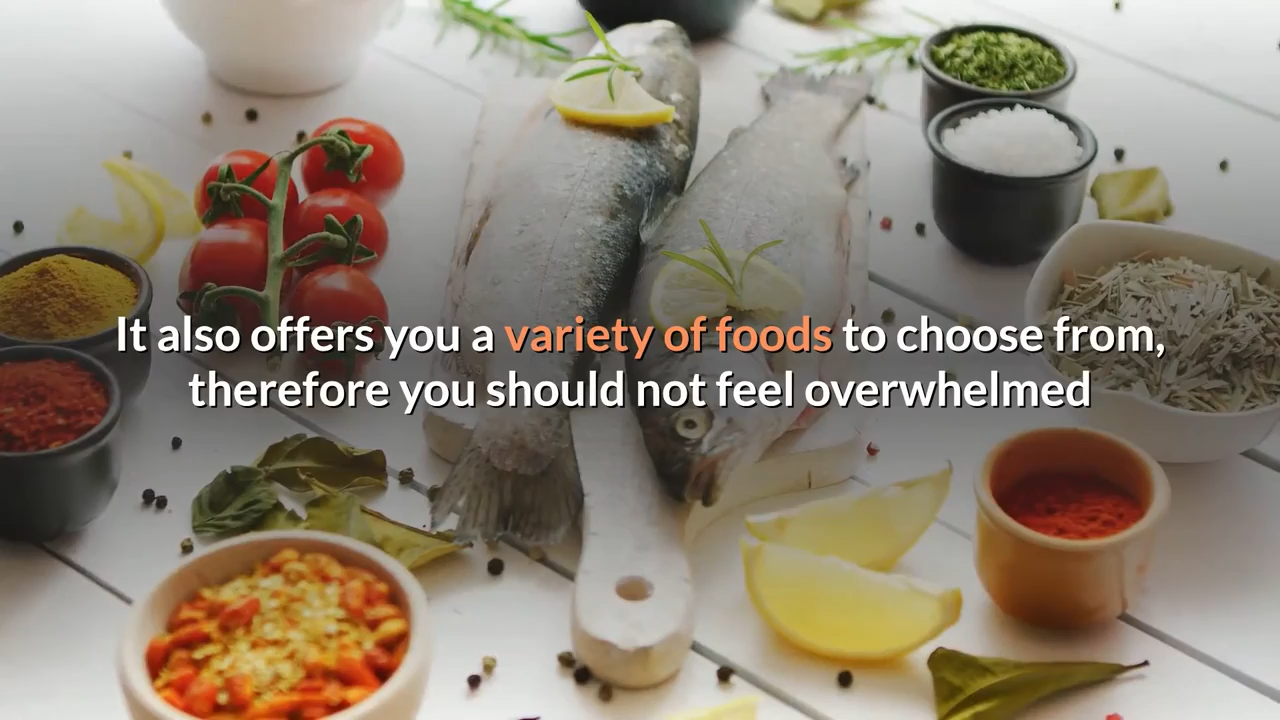 It also offers you a variety of foods to choose from,
therefore you should not feel overwhelmed